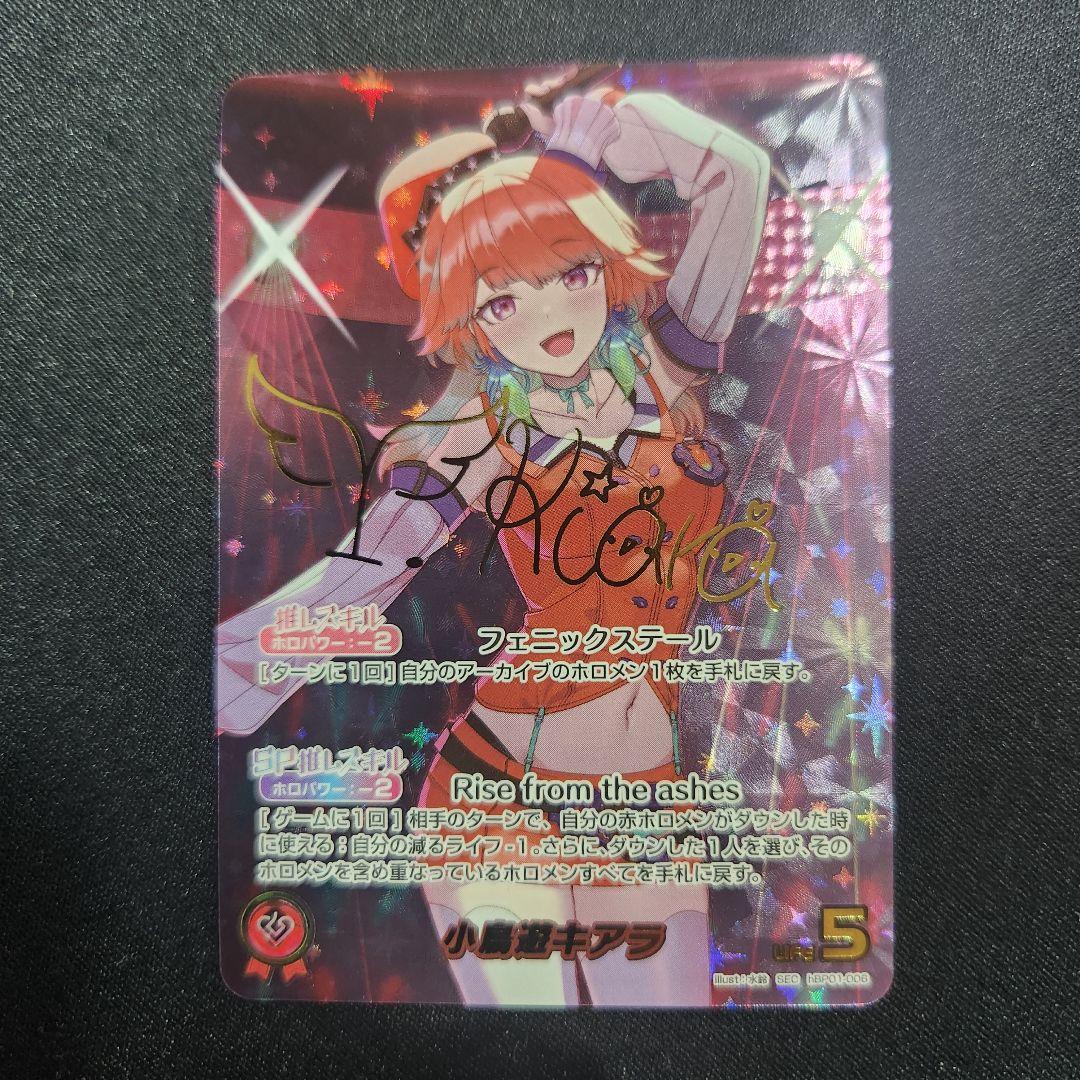 T.Kiara
推しスキル
ホロパワー:-2
フェニックステール
[ターンに1回]自分のアーカイブのホロメン1枚を手札に戻す。
SP推しスキル
ホロパワー:-2
Rise from the ashes
[ゲームに1回]相手のターンで、自分の赤ホロメンがダウンした時
に使える:自分の減るライフ-1。さらに、ダウンした1人を選び、その
ホロメンを含め重なっているホロメンすべてを手札に戻す。
小鳥遊キアラ
LIFE 5
illust:水鈴 SEC hBP01-006